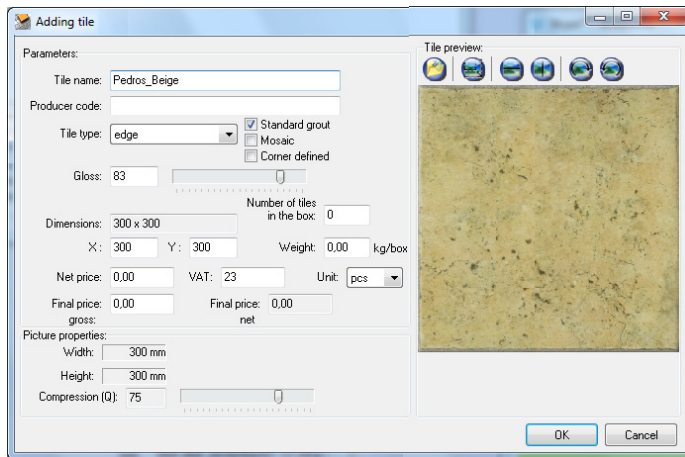 Adding tile
Parameters:
Tile name: Pedros_Beige
Producer code:
Tile type: edge
Standard grout
Mosaic
Corner defined
Gloss: 83
Number of tiles
in the box: 0
Dimensions: 300 x 300
X: 300 Y: 300 Weight: 0,00 kg/box
Net price: 0,00 VAT: 23 Unit: pcs
Final price: 0,00 Final price: 0,00
gross: net
Picture properties:
Width: 300 mm
Height: 300 mm
Compression (Q): 75
Tile preview:
OK Cancel